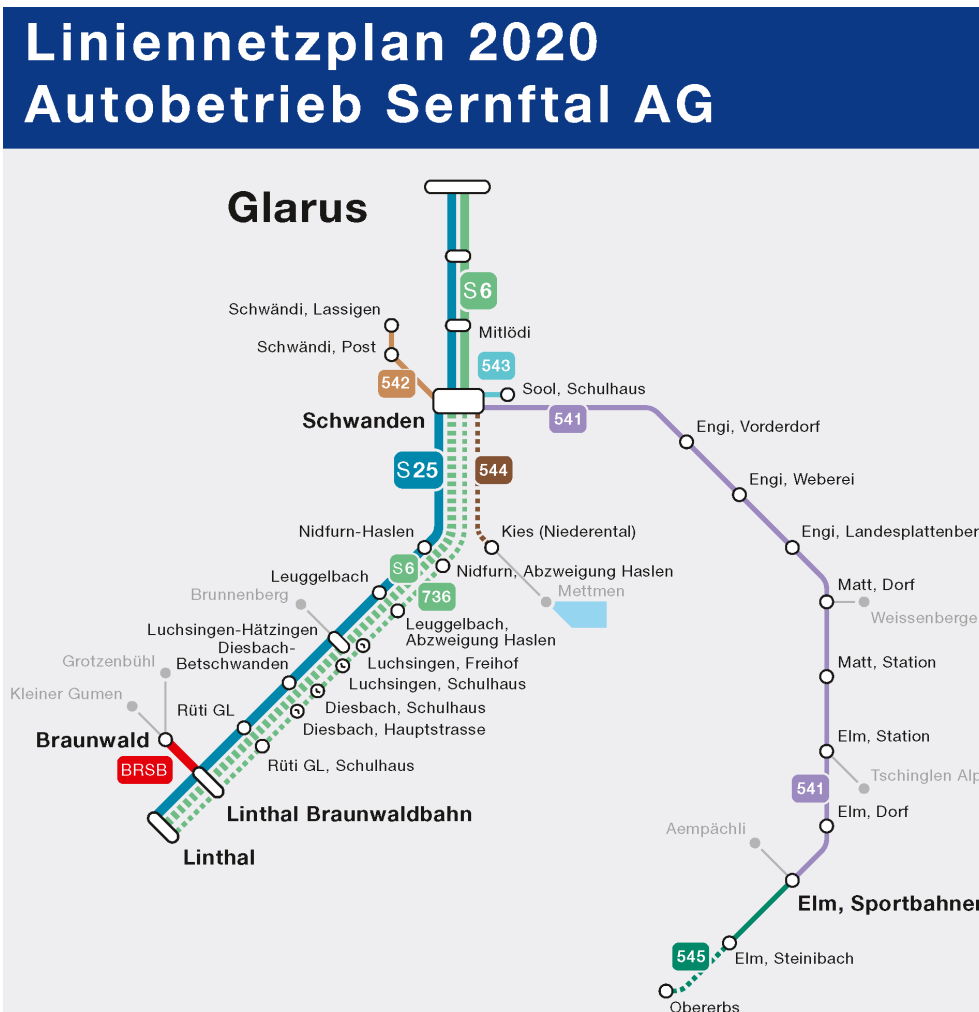 Liniennetzplan 2020
Autobetrieb Sernftal AG
Glarus
S6
Schwändi, Lassigen
Mitlödi
Schwändi, Post
543
542
Sool, Schulhaus
Schwanden
541
Engi, Vorderdorf
S25
544
Engi, Weberei
Nidfurn-Haslen
Kies (Niederental)
Engi, Landesplattenber
S6
Nidfurn, Abzweigung Haslen
Leuggelbach
Matt, Dorf
Brunnenberg
736
Mettmen
Weissenberge
Leuggelbach,
Abzweigung Haslen
Luchsingen-Hätzingen
Diesbach-
Betschwanden
Grotzenbühl
Luchsingen, Freihof
Matt, Station
Luchsingen, Schulhaus
Kleiner Gumen
Rüti GL
Diesbach, Schulhaus
Diesbach, Hauptstrasse
Braunwald
Elm, Station
BRSB
Rüti GL, Schulhaus
Tschinglen Alp
541
Linthal Braunwaldbahn
Elm, Dorf
Aempächli
Linthal
Elm, Sportbahnen
545
Elm, Steinibach
Obererbs